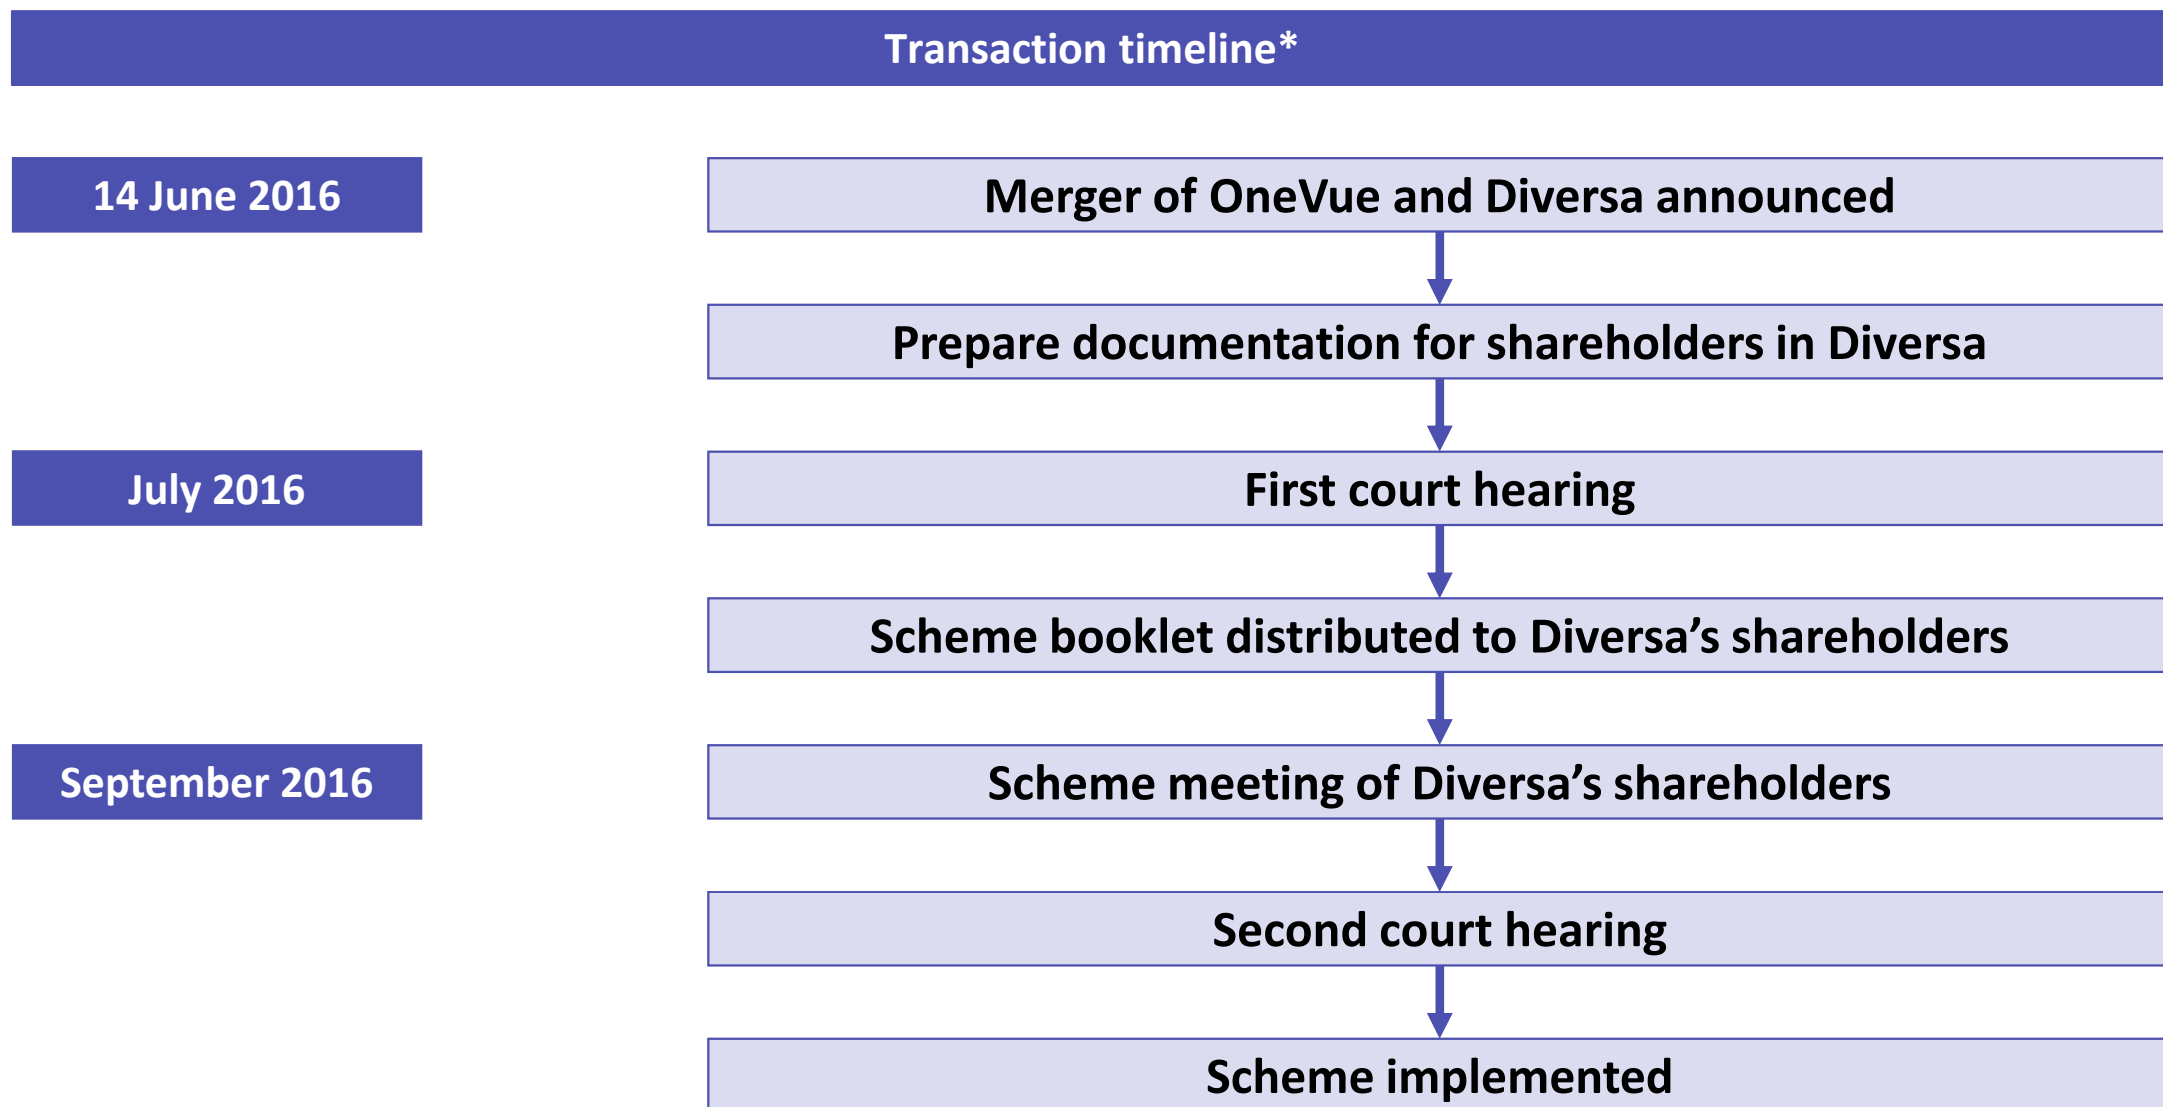 Transaction timeline*
14 June 2016
Merger of OneVue and Diversa announced
Prepare documentation for shareholders in Diversa
July 2016
First court hearing
Scheme booklet distributed to Diversa’s shareholders
September 2016
Scheme meeting of Diversa’s shareholders
Second court hearing
Scheme implemented